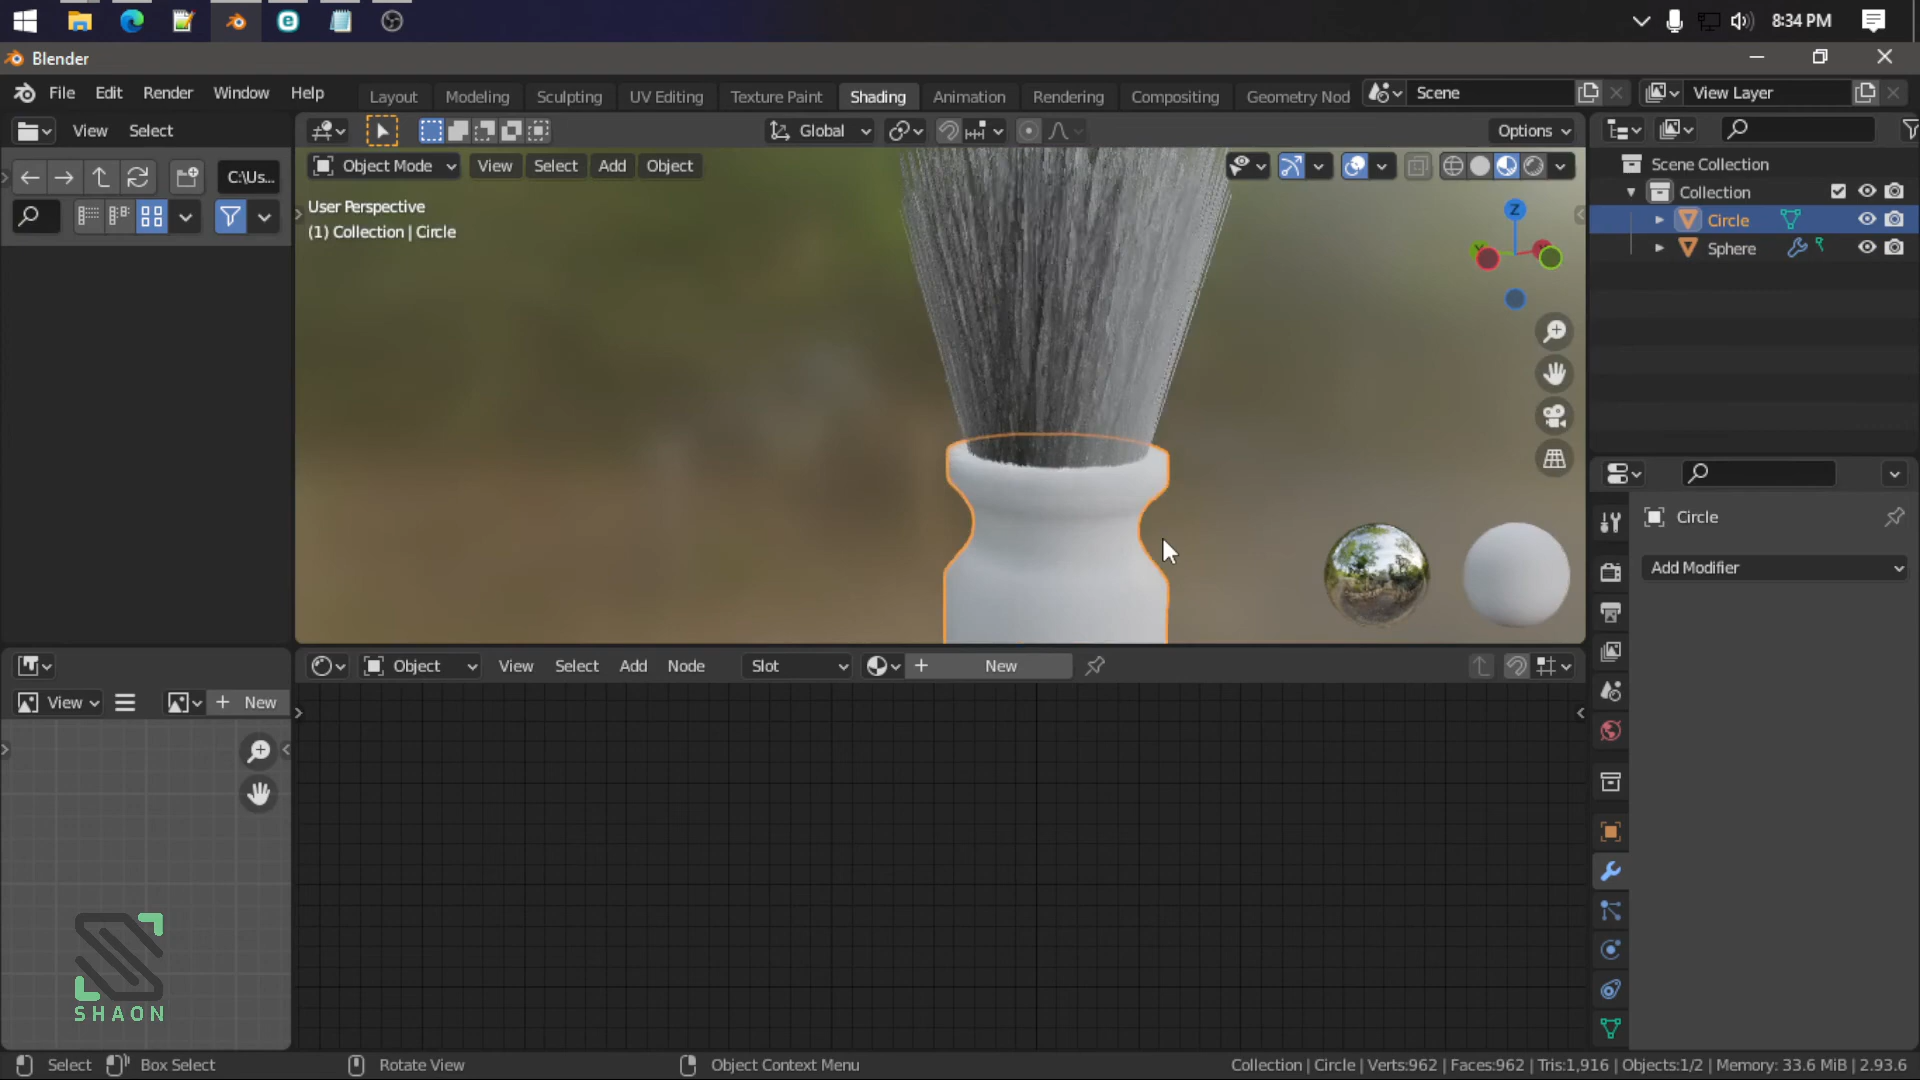 8:34 PM
Blender
File Edit Render Window Help
Layout Modeling Sculpting UV Editing Texture Paint Shading Animation Rendering Compositing Geometry Nod
Scene
View Layer
View Select
Global
Options
C:\Us...
Object Mode View Select Add Object
User Perspective
(1) Collection | Circle
Z
Y
Scene Collection
Collection
Circle
Sphere
Circle
Add Modifier
Object View Select Add Node Slot New
View New
SHAON
Select Box Select Rotate View Object Context Menu
Collection | Circle | Verts:962 | Faces:962 | Tris:1,916 | Objects:1/2 | Memory: 33.6 MiB | 2.93.6